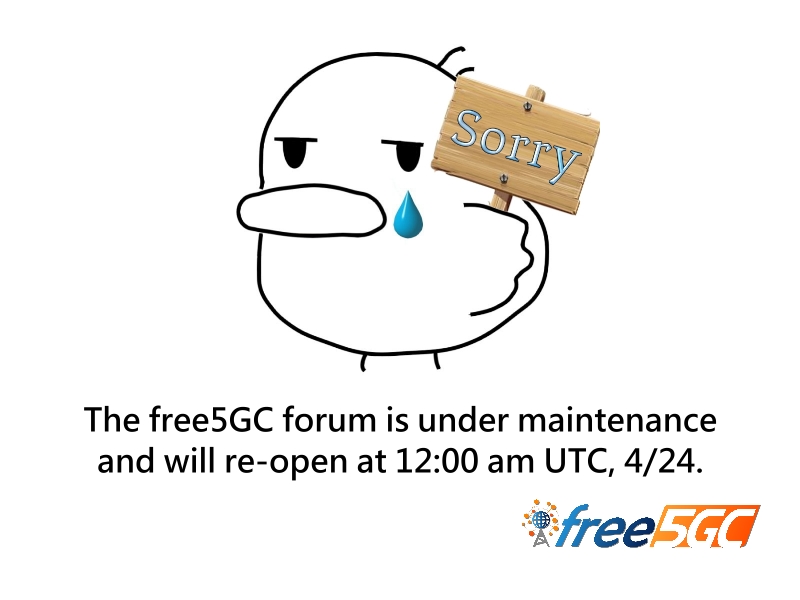 Sorry
The free5GC forum is under maintenance
and will re-open at 12:00 am UTC, 4/24.
free5GC